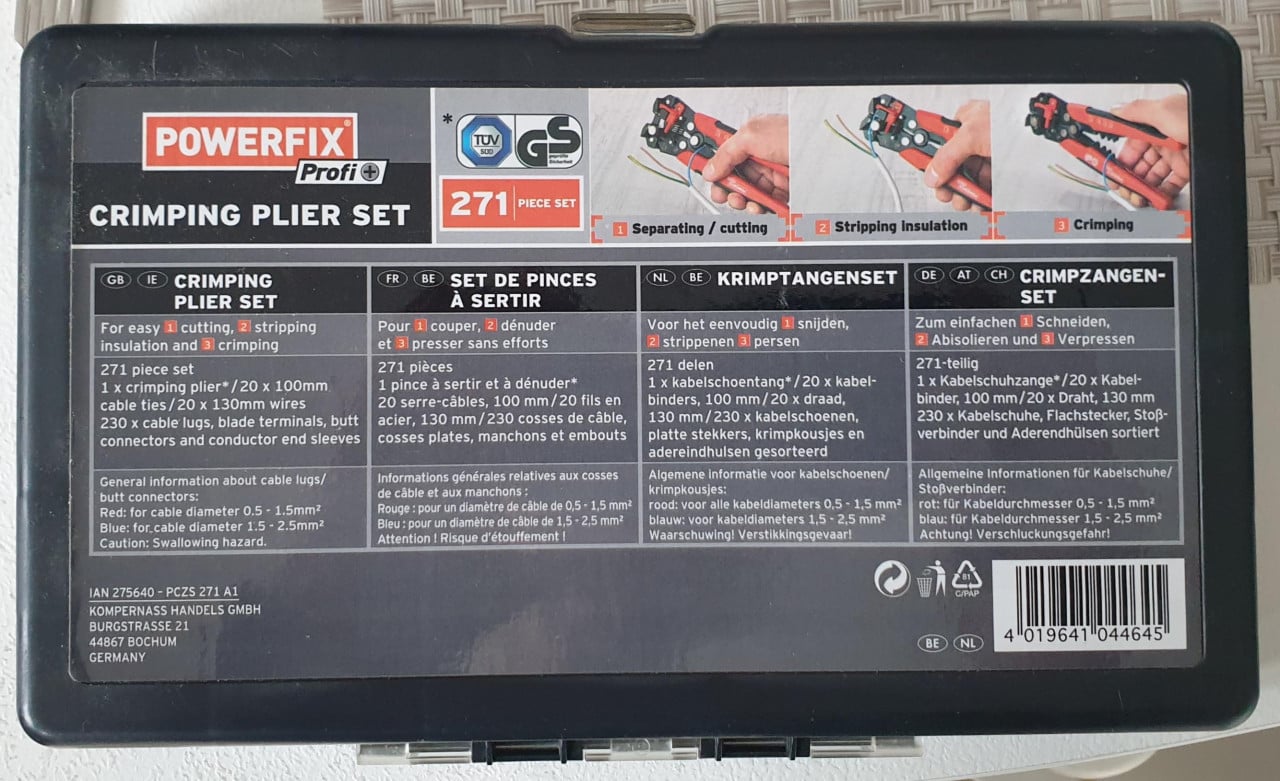 POWERFIX®
Profi +
CRIMPING PLIER SET
*
TÜV
SÜD
GS
geprüfte
Sicherheit
271 PIECE SET
1 Separating / cutting
2 Stripping insulation
3 Crimping
GB IE CRIMPING
PLIER SET
For easy 1 cutting, 2 stripping
insulation and 3 crimping
271 piece set
1 x crimping plier*/20 x 100mm
cable ties/20 x 130mm wires
230 x cable lugs, blade terminals, butt
connectors and conductor end sleeves
General information about cable lugs/
butt connectors:
Red: for cable diameter 0.5 - 1.5mm²
Blue: for cable diameter 1.5 - 2.5mm²
Caution: Swallowing hazard.
FR BE SET DE PINCES
À SERTIR
Pour 1 couper, 2 dénuder
et 3 presser sans efforts
271 pièces
1 pince à sertir et à dénuder*
20 serre-câbles, 100 mm/20 fils en
acier, 130 mm/230 cosses de câble,
cosses plates, manchons et embouts
Informations générales relatives aux cosses
de câble et aux manchons :
Rouge : pour un diamètre de câble de 0,5 - 1,5 mm²
Bleu : pour un diamètre de câble de 1,5 - 2,5 mm²
Attention ! Risque d'étouffement !
NL BE KRIMPTANGENSET
Voor het eenvoudig 1 snijden,
2 strippenen 3 persen
271 delen
1 x kabelschoentang*/20 x kabel-
binders, 100 mm/20 x draad,
130 mm/230 x kabelschoenen,
platte stekkers, krimpkousjes en
adereindhulsen gesorteerd
Algemene informatie voor kabelschoenen/
krimpkousjes:
rood: voor alle kabeldiameters 0,5 - 1,5 mm²
blauw: voor kabeldiameters 1,5 - 2,5 mm²
Waarschuwing! Verstikkingsgevaar!
DE AT CH CRIMPZANGEN-
SET
Zum einfachen 1 Schneiden,
2 Abisolieren und 3 Verpressen
271-teilig
1 x Kabelschuhzange*/20 x Kabel-
binder, 100 mm/20 x Draht, 130 mm
230 x Kabelschuhe, Flachstecker, Stoß-
verbinder und Aderendhülsen sortiert
Allgemeine Informationen für Kabelschuhe/
Stoßverbinder:
rot: für Kabeldurchmesser 0,5 - 1,5 mm²
blau: für Kabeldurchmesser 1,5 - 2,5 mm²
Achtung! Verschluckungsgefahr!
IAN 275640 - PCZS 271 A1
KOMPERNASS HANDELS GMBH
BURGSTRASSE 21
44867 BOCHUM
GERMANY
81
C/PAP
BE NL
4 019641 044645